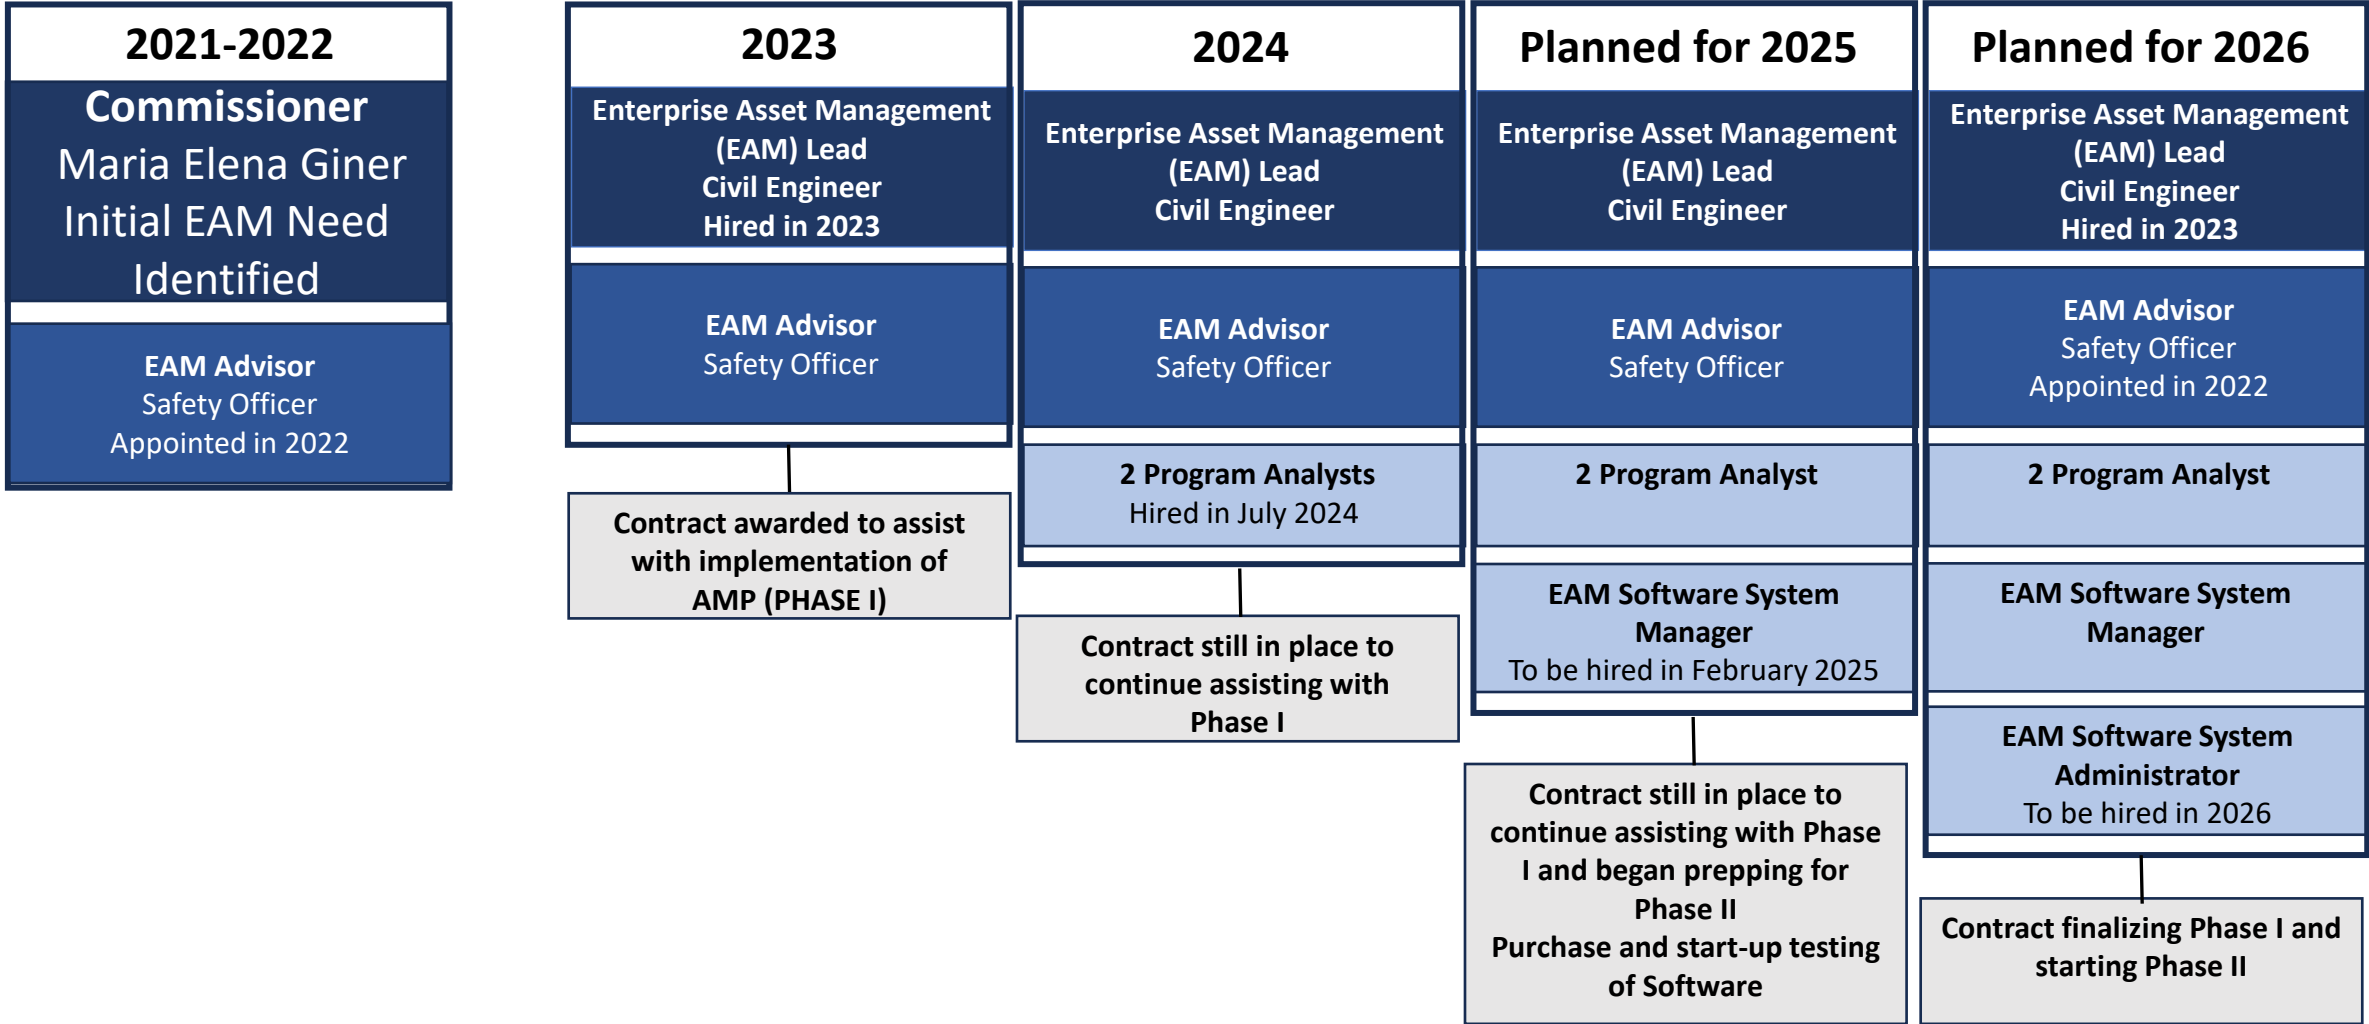 2021-2022
Commissioner
Maria Elena Giner
Initial EAM Need
Identified
EAM Advisor
Safety Officer
Appointed in 2022
2023
Enterprise Asset Management
(EAM) Lead
Civil Engineer
Hired in 2023
EAM Advisor
Safety Officer
Contract awarded to assist
with implementation of
AMP (PHASE I)
2024
Enterprise Asset Management
(EAM) Lead
Civil Engineer
EAM Advisor
Safety Officer
2 Program Analysts
Hired in July 2024
Contract still in place to
continue assisting with
Phase I
Planned for 2025
Enterprise Asset Management
(EAM) Lead
Civil Engineer
EAM Advisor
Safety Officer
2 Program Analyst
EAM Software System
Manager
To be hired in February 2025
Contract still in place to
continue assisting with Phase
I and began prepping for
Phase II
Purchase and start-up testing
of Software
Planned for 2026
Enterprise Asset Management
(EAM) Lead
Civil Engineer
Hired in 2023
EAM Advisor
Safety Officer
Appointed in 2022
2 Program Analyst
EAM Software System
Manager
EAM Software System
Administrator
To be hired in 2026
Contract finalizing Phase I and
starting Phase II